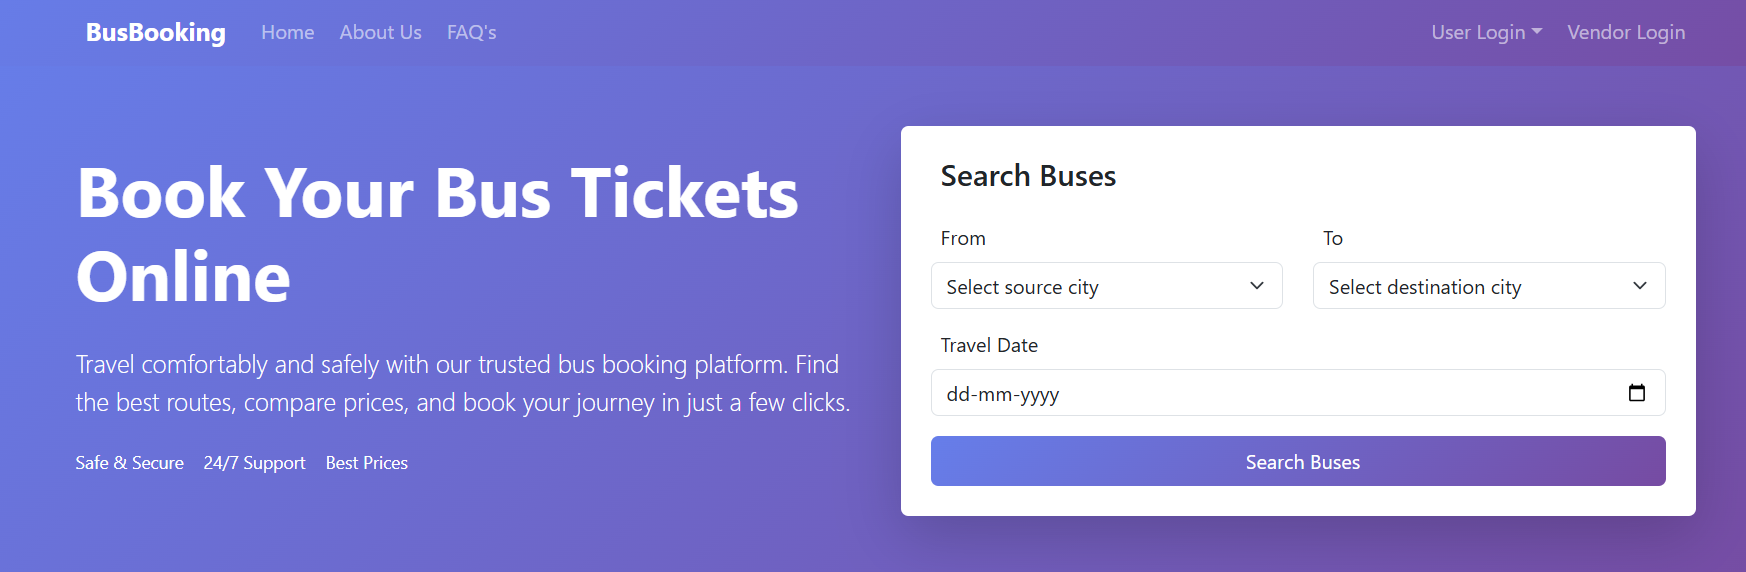 BusBooking Home About Us FAQ's User Login Vendor Login
Book Your Bus Tickets
Online
Travel comfortably and safely with our trusted bus booking platform. Find
the best routes, compare prices, and book your journey in just a few clicks.
Safe & Secure 24/7 Support Best Prices
Search Buses
From To
Select source city Select destination city
Travel Date
dd-mm-yyyy
Search Buses